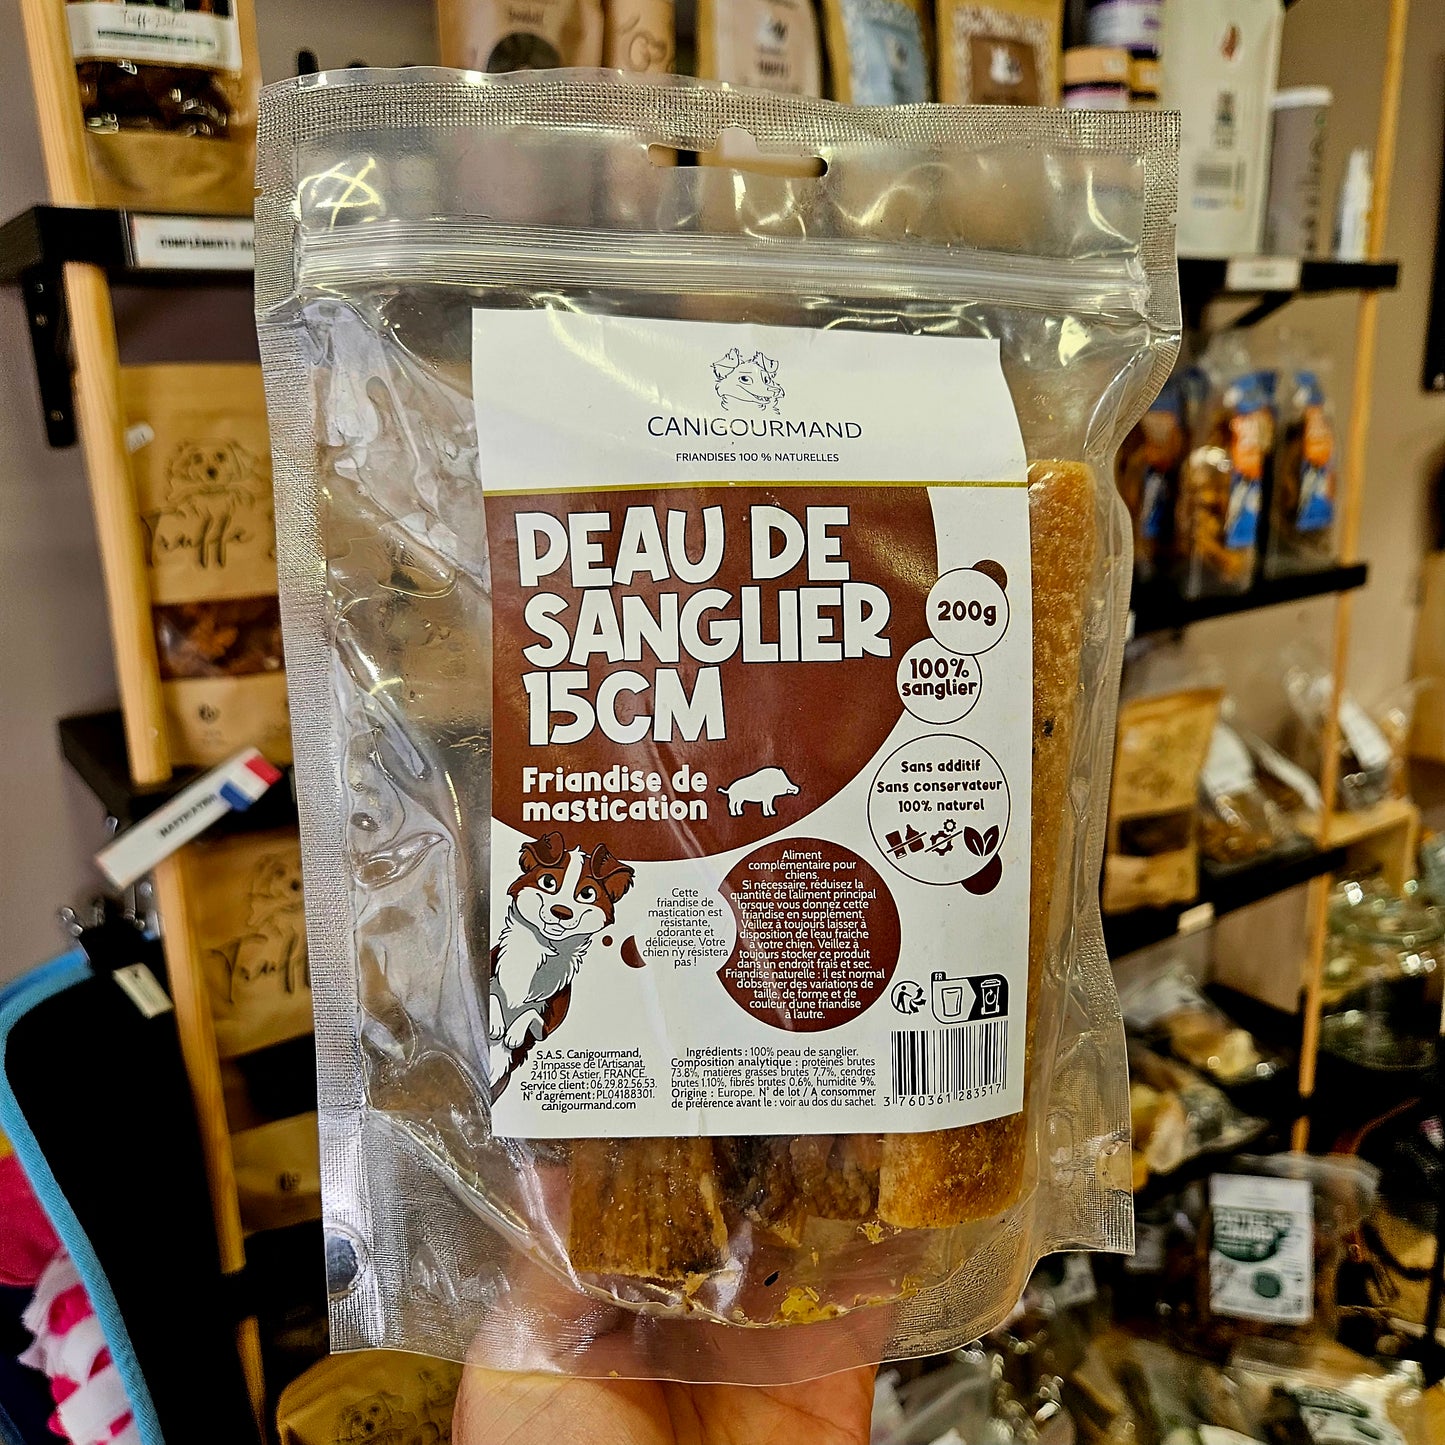 COMPLÉMENTS
Truffe
MASTICATION
Truffe
CANIGOURMAND
FRIANDISES 100 % NATURELLES
PEAU DE
SANGLIER
15CM
Friandise de
mastication
200g
100%
sanglier
Sans additif
Sans conservateur
100% naturel
Cette
friandise de
mastication est
résistante,
odorante et
délicieuse. Votre
chien n'y résistera
pas !
Aliment
complémentaire pour
chiens.
Si nécessaire, réduisez la
quantité de l'aliment principal
lorsque vous donnez cette
friandise en supplément.
Veillez à toujours laisser à
disposition de l'eau fraîche
à votre chien. Veillez à
toujours stocker ce produit
dans un endroit frais et sec.
Friandise naturelle : il est normal
d'observer des variations de
taille, de forme et de
couleur d'une friandise
à l'autre.
FR
S.A.S. Canigourmand,
3 Impasse de l'Artisanat,
24110 St Astier, FRANCE.
Service client : 06.29.82.56.53.
N° d'agrément : PL04188301.
canigourmand.com
Ingrédients : 100% peau de sanglier.
Composition analytique : protéines brutes
73.8%, matières grasses brutes 7.7%, cendres
brutes 1.10%, fibres brutes 0.6%, humidité 9%.
Origine : Europe. N° de lot / A consommer
de préférence avant le : voir au dos du sachet.
3 760361 283517